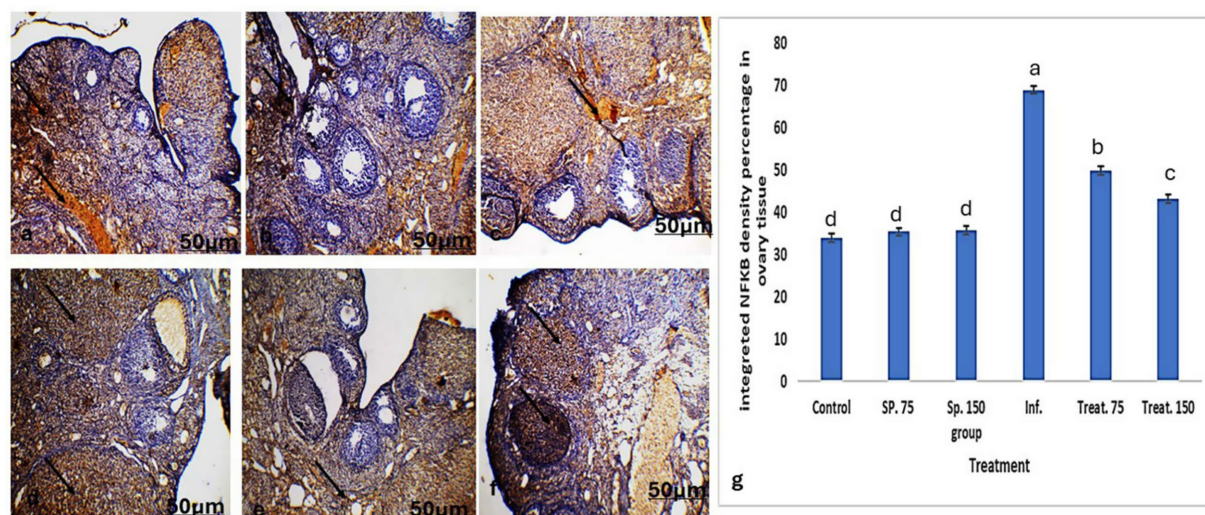 a
50µm
b
50µm
c
50µm
d
50µm
e
50µm
f
50µm
integreted NFKB density percentage in
ovary tissue
80
70
60
50
40
30
20
10
0
d
d
d
a
b
c
Control
SP. 75
Sp. 150
group
Inf.
Treat. 75
Treat. 150
Treatment
g